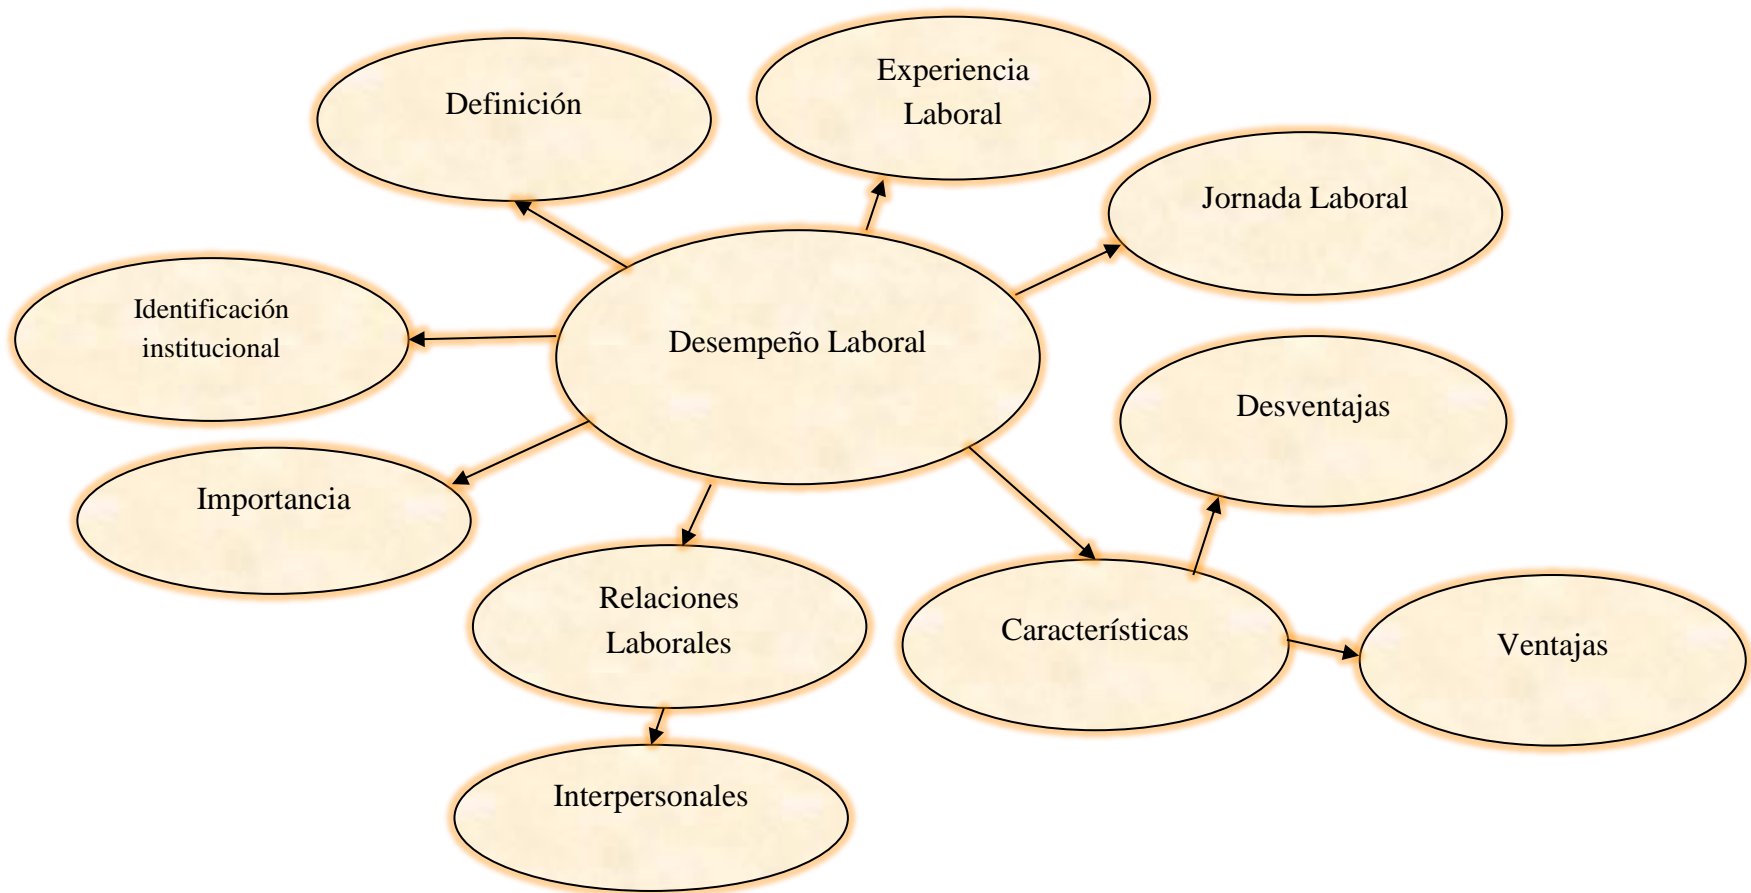 Definición
Experiencia
Laboral
Jornada Laboral
Identificación
institucional
Desempeño Laboral
Desventajas
Importancia
Relaciones
Laborales
Características
Ventajas
Interpersonales